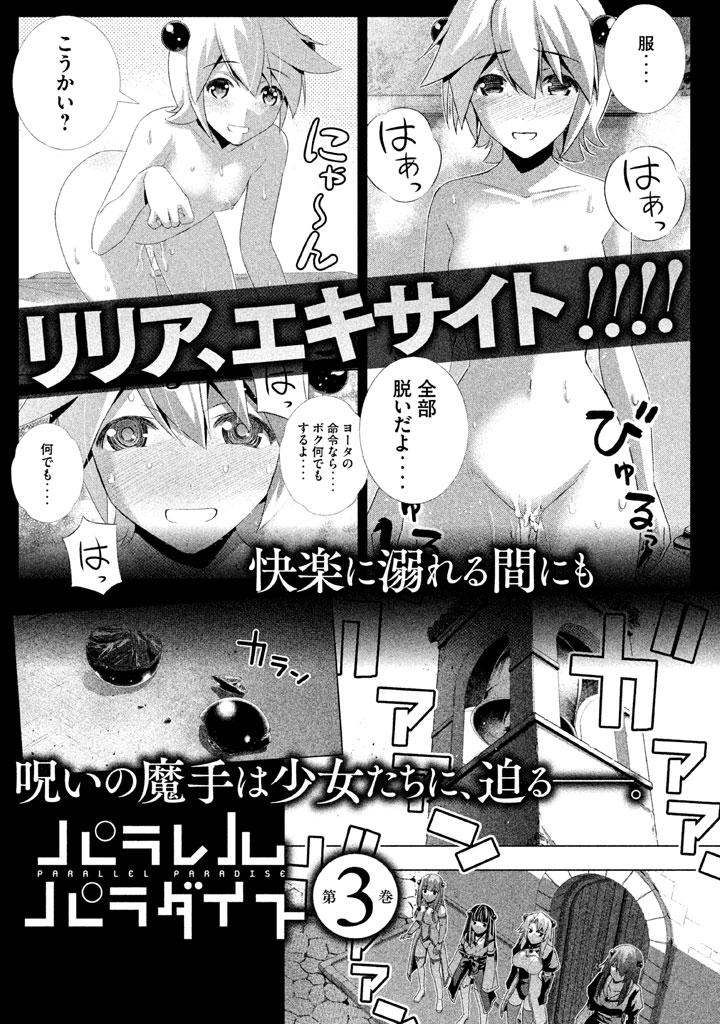 服‥‥
はぁっ
はぁっ
こうかい？
にゃ～ん
リリア、エキサイト!!!!
全部
脱いだよ‥‥
びゅるっ
はっ
ヨータの
命令なら‥‥
ボク何でも
するよ‥‥
何でも‥‥
はっ
快楽に溺れる間にも
カラン
ガァァァン
呪いの魔手は少女たちに、迫る――。
パラレル
PARALLEL PARADISE
パラダイス
第3巻